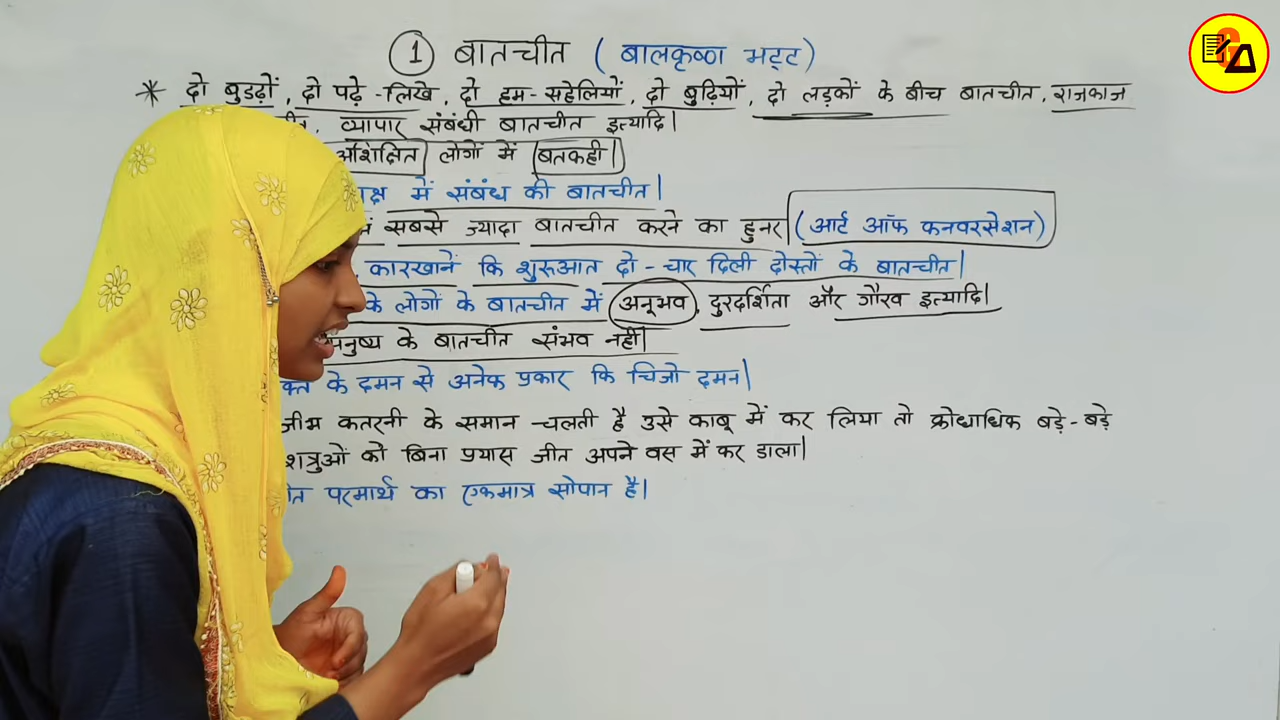 1 बातचीत ( बालकृष्ण भट्ट )
* दो बुडढ़ों , दो पढ़े - लिखे , दो हम - सहेलियों , दो बुढ़ियों , दो लड़कों के बीच बातचीत , राजकाज
व्यापार संबंधी बातचीत इत्यादि।
अशिक्षित लोगों में बतकही।
में संबंध की बातचीत।
सबसे ज्यादा बातचीत करने का हुनर ( आर्ट ऑफ कनवरसेशन )
कारखाने कि शुरूआत दो - चार दिली दोस्तों के बातचीत।
के लोगों के बातचीत में अनूभव , दुरदर्शिता और गौरव इत्यादि।
मनुष्य के बातचीत संभव नहीं।
के दमन से अनेक प्रकार कि चिजो दमन।
जीभ कतरनी के समान चलती है उसे काबू में कर लिया तो क्रोधाधिक बड़े - बड़े
शत्रुओं को बिना प्रयास जीत अपने वस में कर डाला।
परमार्थ का एकमात्र सोपान है।